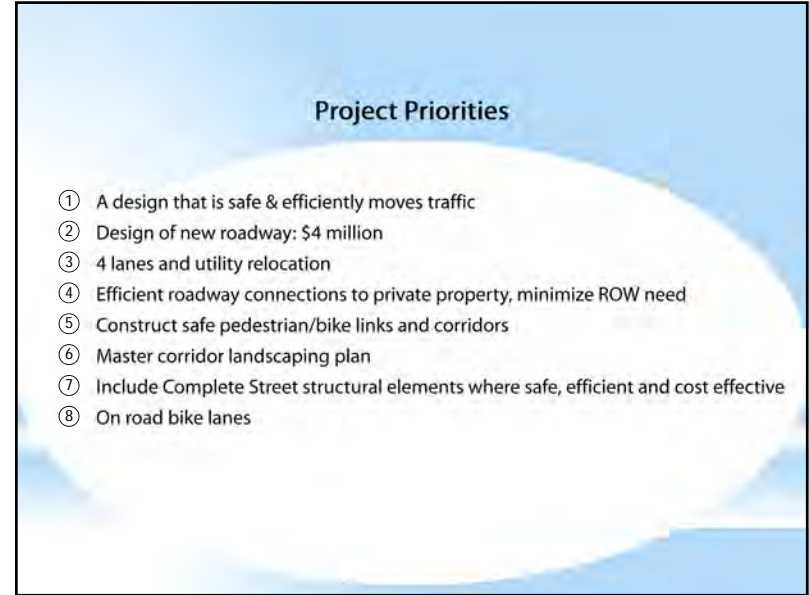 Project Priorities
① A design that is safe & efficiently moves traffic
② Design of new roadway: $4 million
③ 4 lanes and utility relocation
④ Efficient roadway connections to private property, minimize ROW need
⑤ Construct safe pedestrian/bike links and corridors
⑥ Master corridor landscaping plan
⑦ Include Complete Street structural elements where safe, efficient and cost effective
⑧ On road bike lanes